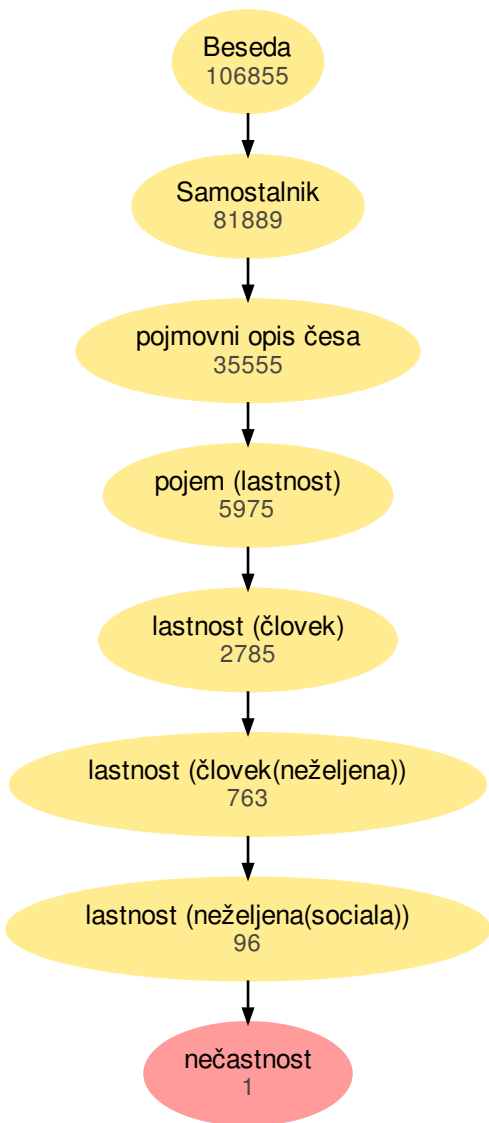 Beseda
106855
Samostalnik
81889
pojmovni opis česa
35555
pojem (lastnost)
5975
lastnost (človek)
2785
lastnost (človek(neželjena))
763
lastnost (neželjena(sociala))
96
nečastnost
1